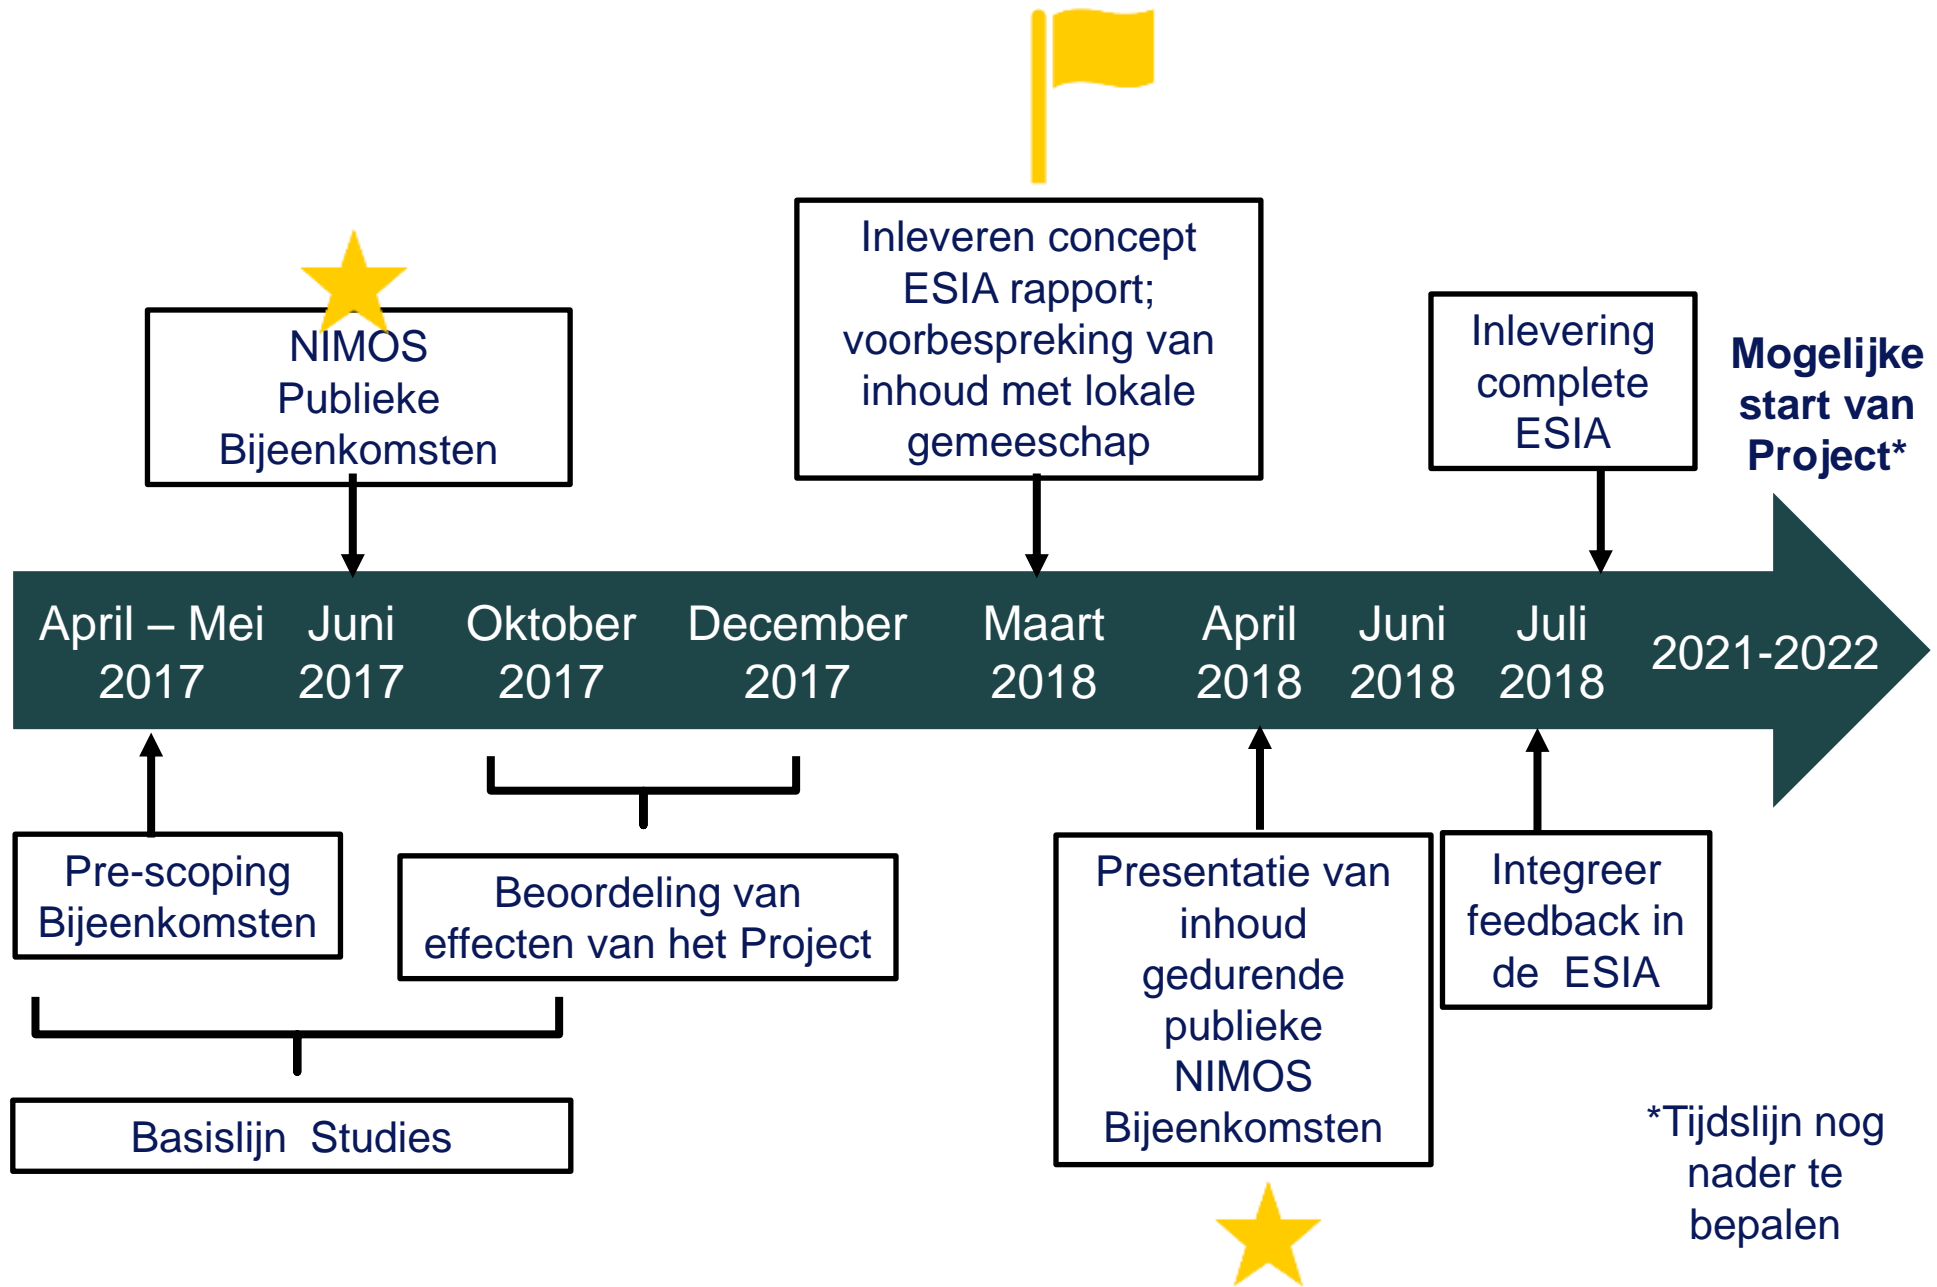 NIMOS
Publieke
Bijeenkomsten
Inleveren concept
ESIA rapport;
voorbespreking van
inhoud met lokale
gemeeschap
Inlevering
complete
ESIA
Mogelijke
start van
Project*
April – Mei
2017
Juni
2017
Oktober
2017
December
2017
Maart
2018
April
2018
Juni
2018
Juli
2018
2021-2022
Pre-scoping
Bijeenkomsten
Beoordeling van
effecten van het Project
Basislijn Studies
Presentatie van
inhoud
gedurende
publieke
NIMOS
Bijeenkomsten
Integreer
feedback in
de ESIA
*Tijdslijn nog
nader te
bepalen